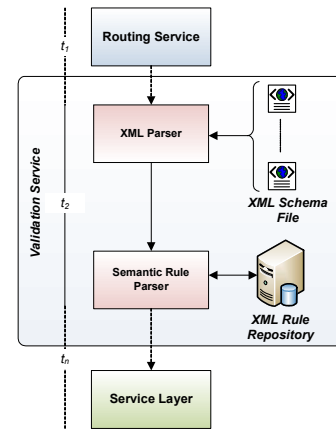 t1
Routing Service
XML Parser
XML Schema
File
Validation Service
t2
Semantic Rule
Parser
XML Rule
Repository
tn
Service Layer